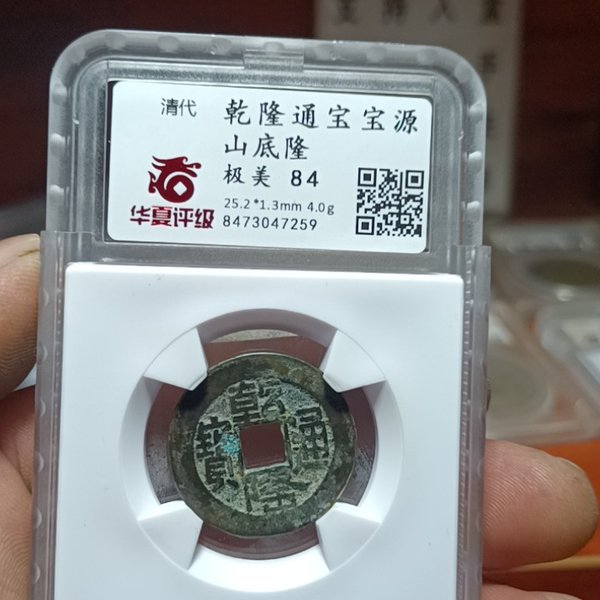 清代
乾隆通宝宝源
山底隆
极美 84
25.2*1.3mm 4.0g
8473047259
华夏评级
乾隆通寶